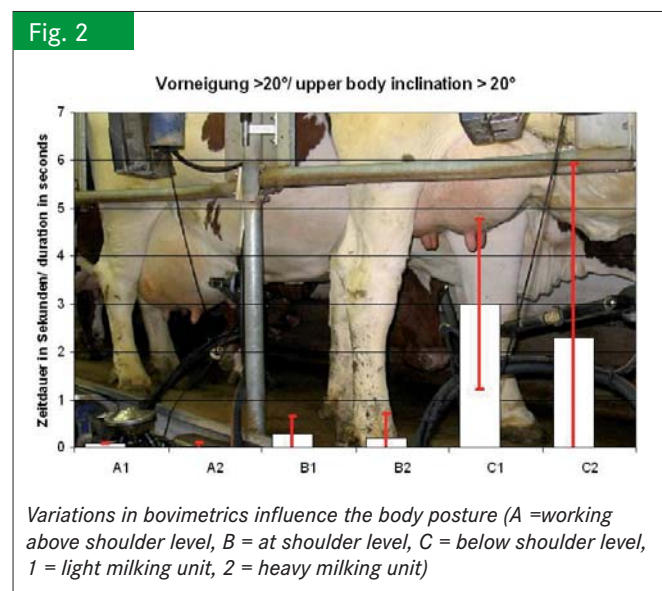 Fig. 2
Vorneigung >20°/ upper body inclination > 20°
Zeitdauer in Sekunden/ duration in seconds
7
6
5
4
3
2
1
0
A1 A2 B1 B2 C1 C2
Variations in bovimetrics influence the body posture (A =working
above shoulder level, B = at shoulder level, C = below shoulder level,
1 = light milking unit, 2 = heavy milking unit)